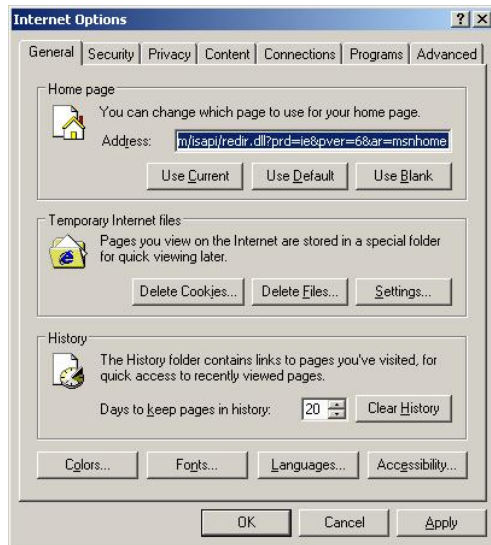 Internet Options
? x
General Security Privacy Content Connections Programs Advanced
Home page
You can change which page to use for your home page.
Address: m/isapi/redir.dll?prd=ie&pver=6&ar=msnhome
Use Current Use Default Use Blank
Temporary Internet files
Pages you view on the Internet are stored in a special folder
for quick viewing later.
Delete Cookies... Delete Files... Settings...
History
The History folder contains links to pages you've visited, for
quick access to recently viewed pages.
Days to keep pages in history: 20 Clear History
Colors... Fonts... Languages... Accessibility...
OK Cancel Apply